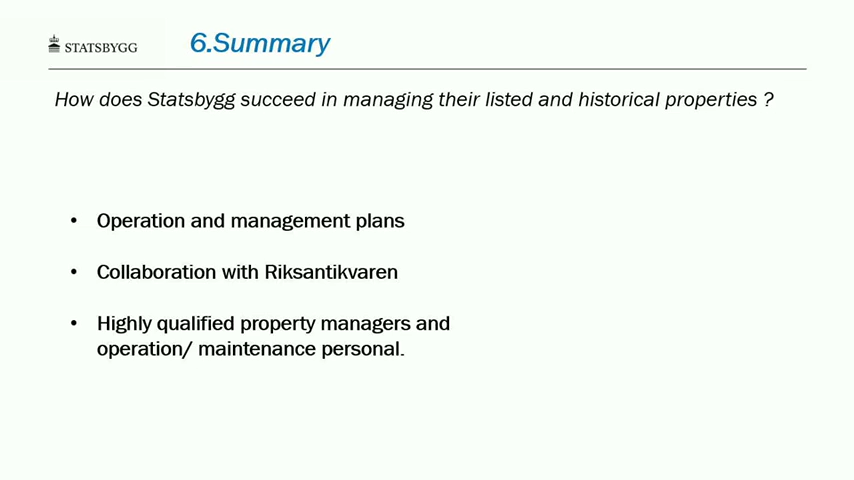 STATSBYGG
6.Summary
How does Statsbygg succeed in managing their listed and historical properties ?
• Operation and management plans
• Collaboration with Riksantikvaren
• Highly qualified property managers and
operation/ maintenance personal.